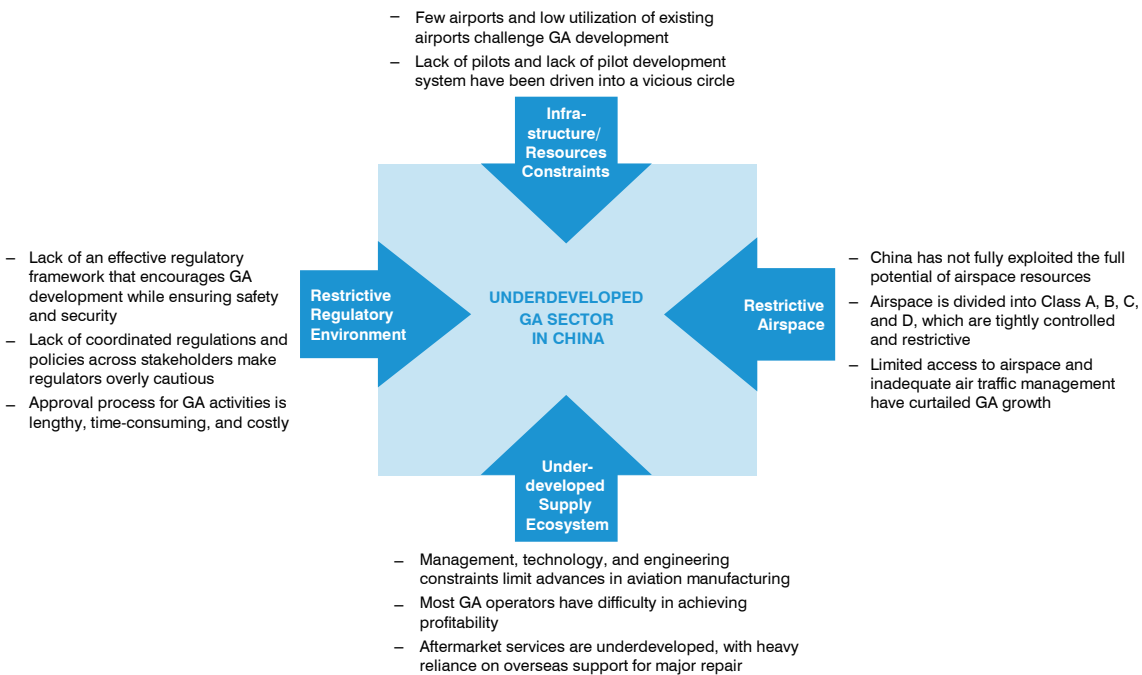 – Few airports and low utilization of existing
airports challenge GA development
– Lack of pilots and lack of pilot development
system have been driven into a vicious circle
Infra-
structure/
Resources
Constraints
– Lack of an effective regulatory
framework that encourages GA
development while ensuring safety
and security
– Lack of coordinated regulations and
policies across stakeholders make
regulators overly cautious
– Approval process for GA activities is
lengthy, time-consuming, and costly
Restrictive
Regulatory
Environment
UNDERDEVELOPED
GA SECTOR
IN CHINA
Restrictive
Airspace
– China has not fully exploited the full
potential of airspace resources
– Airspace is divided into Class A, B, C,
and D, which are tightly controlled
and restrictive
– Limited access to airspace and
inadequate air traffic management
have curtailed GA growth
Under-
developed
Supply
Ecosystem
– Management, technology, and engineering
constraints limit advances in aviation manufacturing
– Most GA operators have difficulty in achieving
profitability
– Aftermarket services are underdeveloped, with heavy
reliance on overseas support for major repair